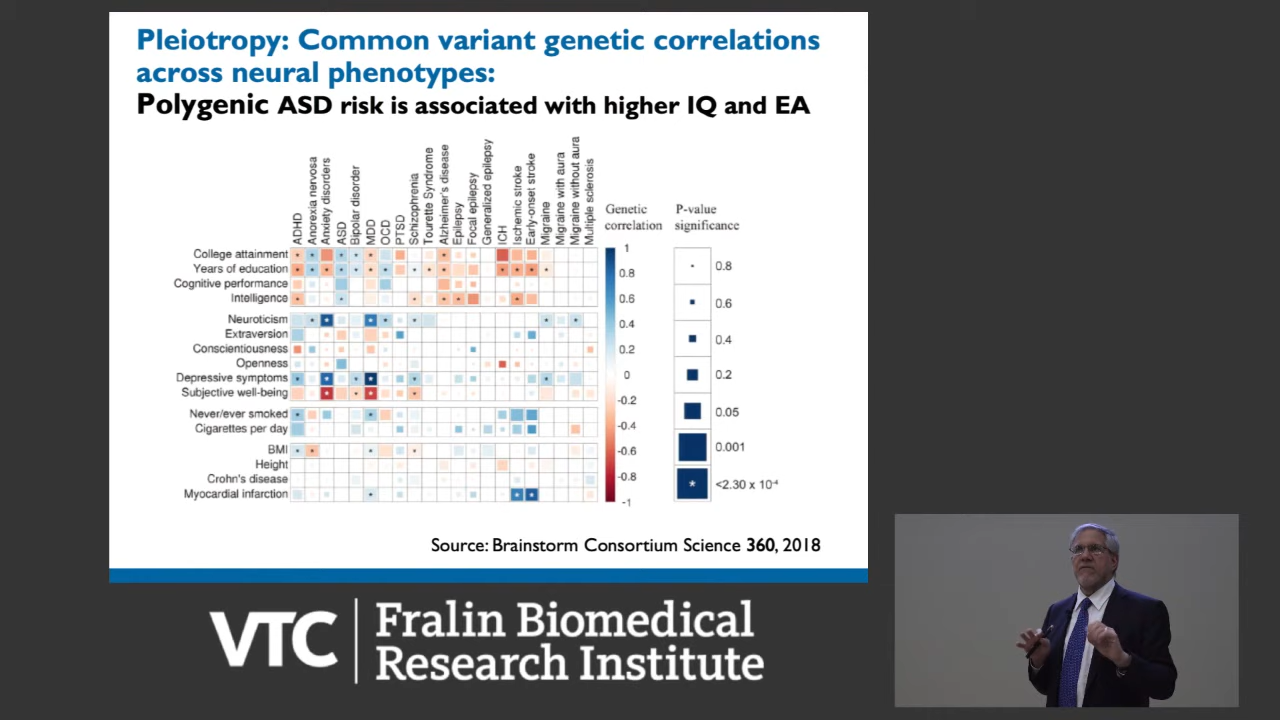 Pleiotropy: Common variant genetic correlations
across neural phenotypes:
Polygenic ASD risk is associated with higher IQ and EA
ADHD
Anorexia nervosa
Anxiety disorders
ASD
Bipolar disorder
MDD
OCD
PTSD
Schizophrenia
Tourette Syndrome
Alzheimer's disease
Epilepsy
Focal epilepsy
Generalized epilepsy
ICH
Ischemic stroke
Early-onset stroke
Migraine
Migraine with aura
Migraine without aura
Multiple sclerosis
College attainment
Years of education
Cognitive performance
Intelligence
Neuroticism
Extraversion
Conscientiousness
Openness
Depressive symptoms
Subjective well-being
Never/ever smoked
Cigarettes per day
BMI
Height
Crohn's disease
Myocardial infarction
Genetic
correlation
1
0.8
0.6
0.4
0.2
0
-0.2
-0.4
-0.6
-0.8
-1
P-value
significance
0.8
0.6
0.4
0.2
0.05
0.001
* <2.30 x 10⁻⁴
Source: Brainstorm Consortium Science 360, 2018
VTC
Fralin Biomedical
Research Institute